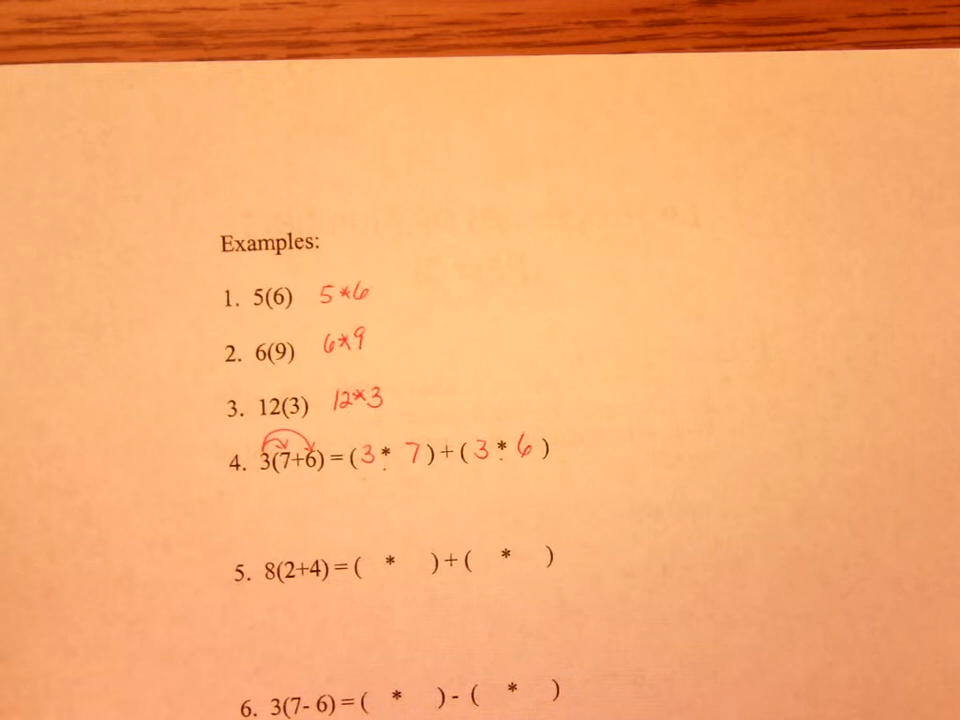 Examples:
1. 5(6) 5*6
2. 6(9) 6*9
3. 12(3) 12*3
4. 3(7+6) = (3 * 7) + (3 * 6)
5. 8(2+4) = ( * ) + ( * )
6. 3(7- 6) = ( * ) - ( * )